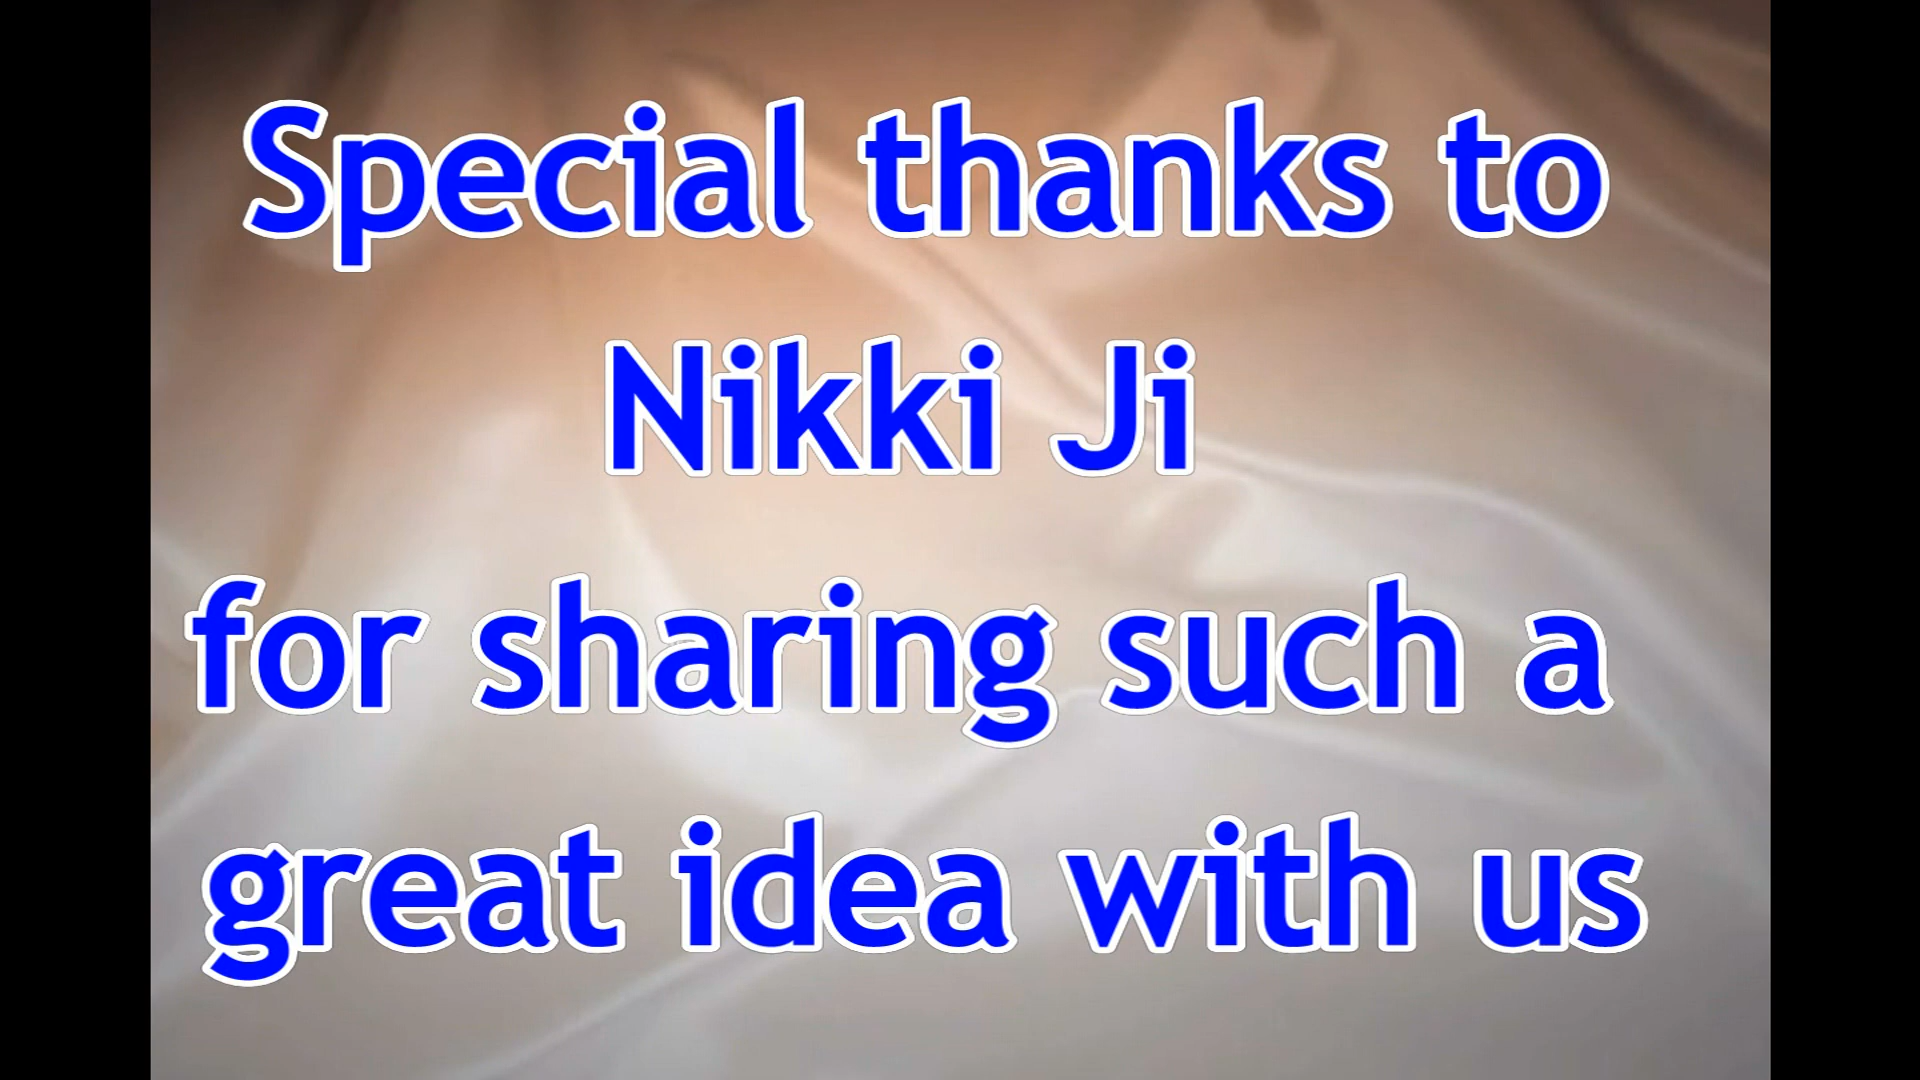 Special thanks to
Nikki Ji
for sharing such a
great idea with us